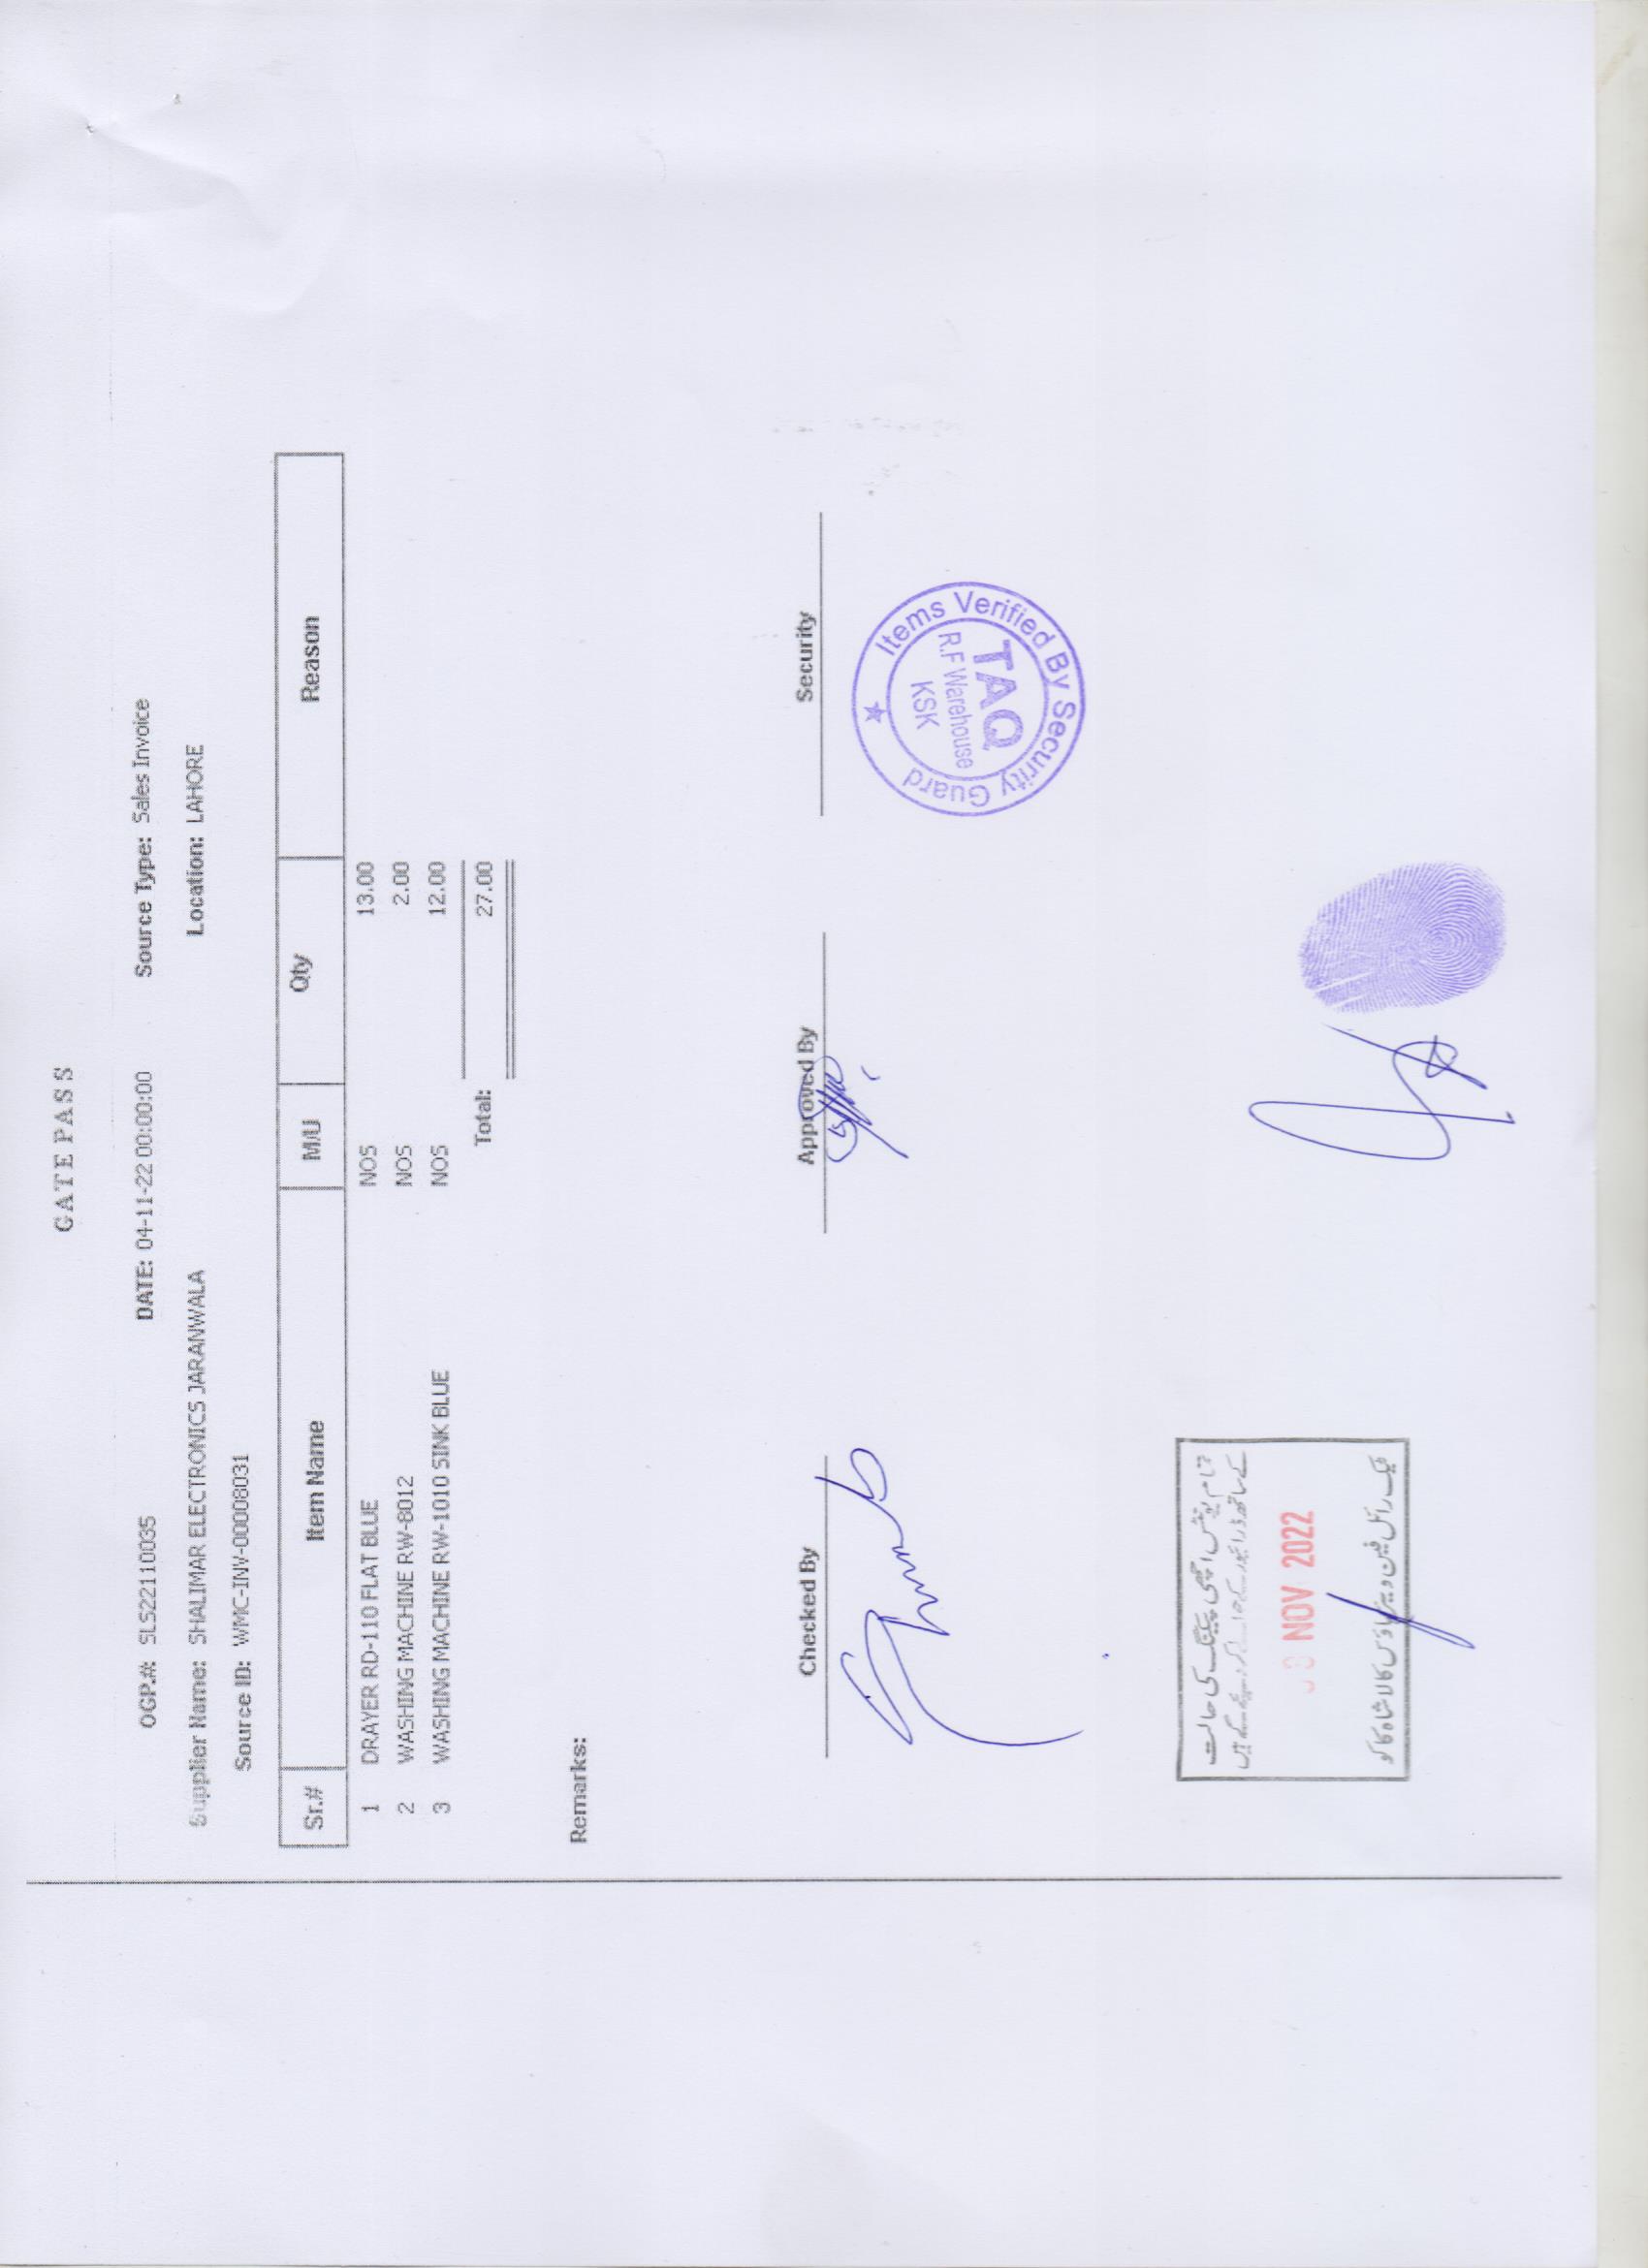 GATE PASS
OGP.#: SLS22110035 DATE: 04-11-22 00:00:00 Source Type: Sales Invoice
Supplier Name: SHALIMAR ELECTRONICS JARANWALA Location: LAHORE
Source ID: WMC-INV-00008031
Sr.# Item Name M/U Qty Reason
1 DRAYER RD-110 FLAT BLUE NOS 13.00
2 WASHING MACHINE RW-8012 NOS 2.00
3 WASHING MACHINE RW-1010 SINK BLUE NOS 12.00
Total: 27.00
Remarks:
Checked By Approved By Security
Items Verified By Security Guard
TAQ
R.F Warehouse
KSK
تمام یونٹس اچھی پیکنگ کی حالت
کے ساتھ ڈرائیور کے حوالے کر دیئے گے ہیں
NOV 2022
ٹیک رائل فین ویئر ہاؤس کالا شاہ کاکو